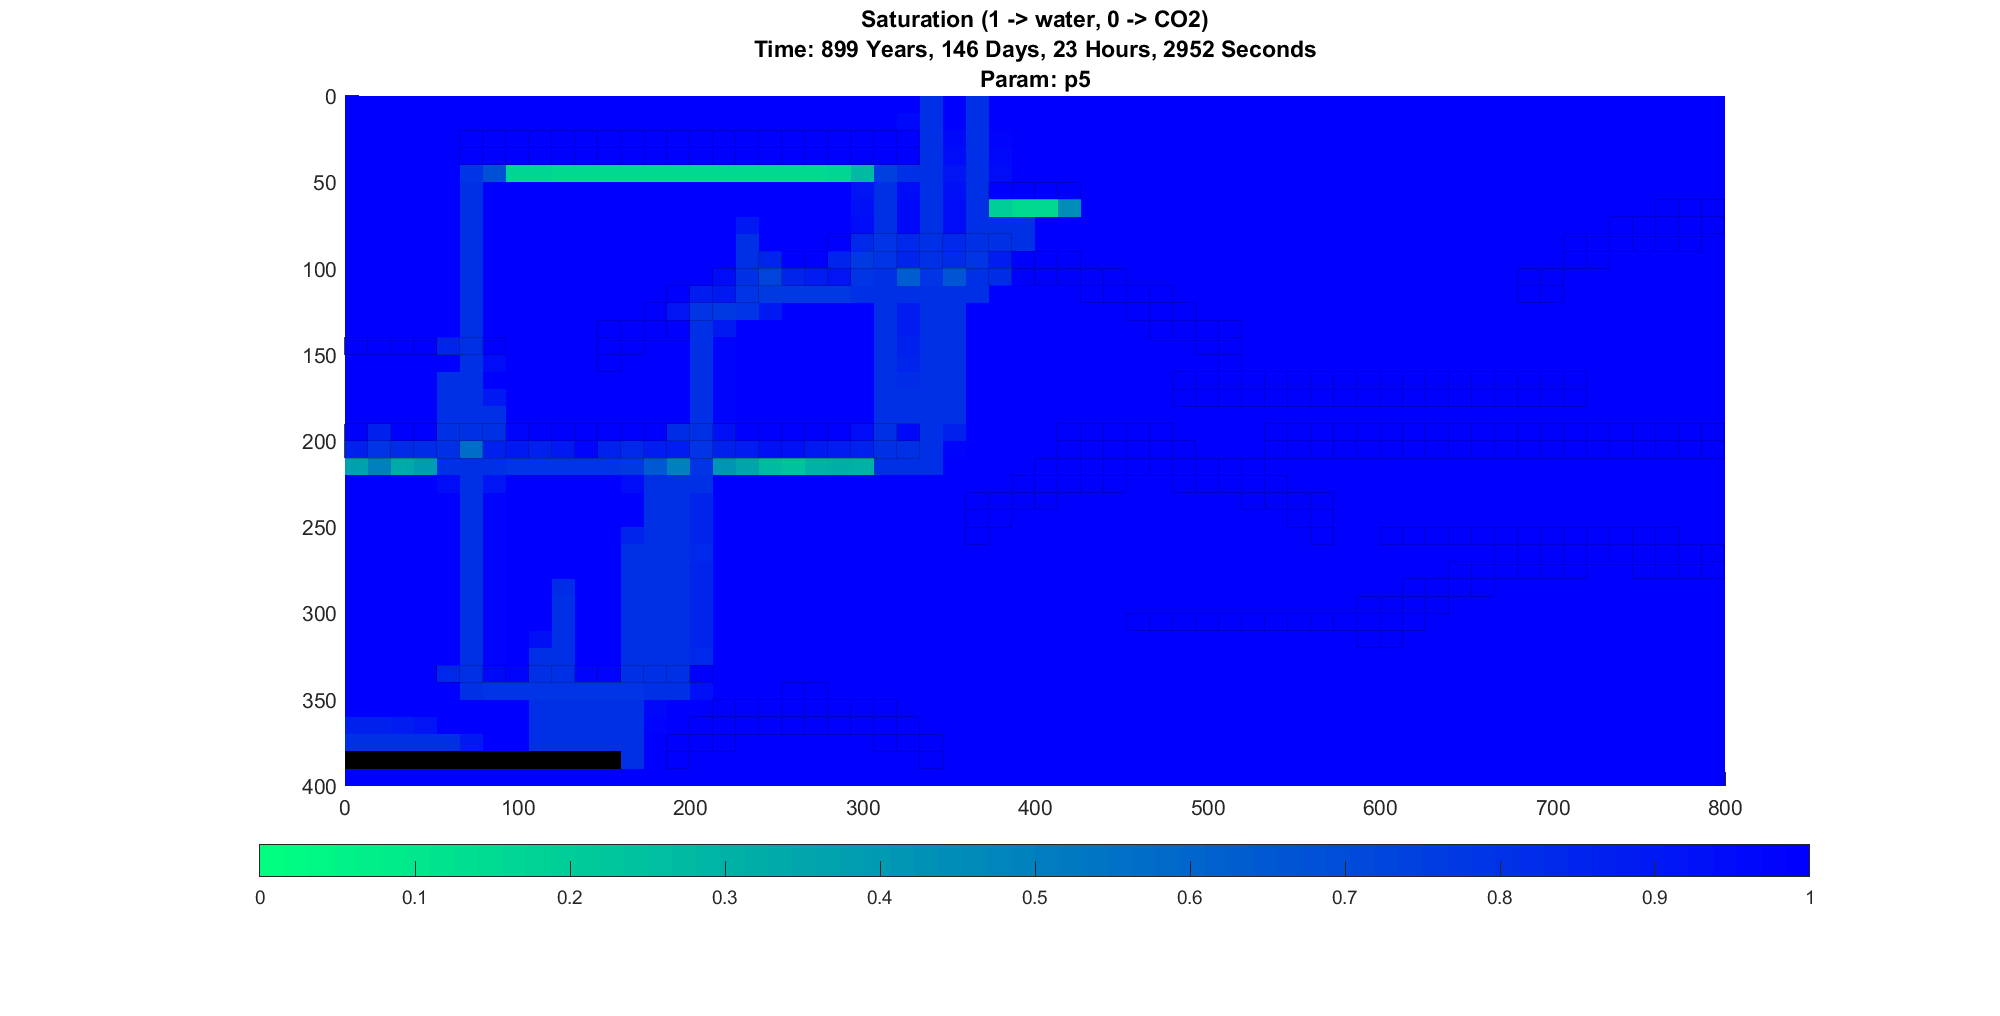 Saturation (1 -> water, 0 -> CO2)
Time: 899 Years, 146 Days, 23 Hours, 2952 Seconds
Param: p5
0
50
100
150
200
250
300
350
400
0 100 200 300 400 500 600 700 800
0 0.1 0.2 0.3 0.4 0.5 0.6 0.7 0.8 0.9 1